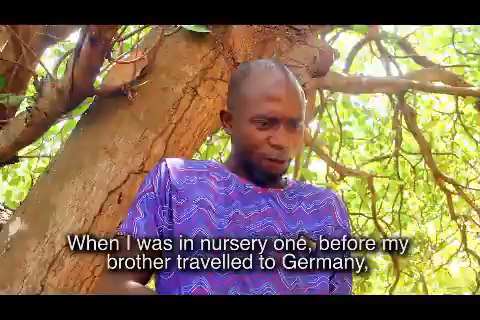 When I was in nursery one, before my
brother travelled to Germany,